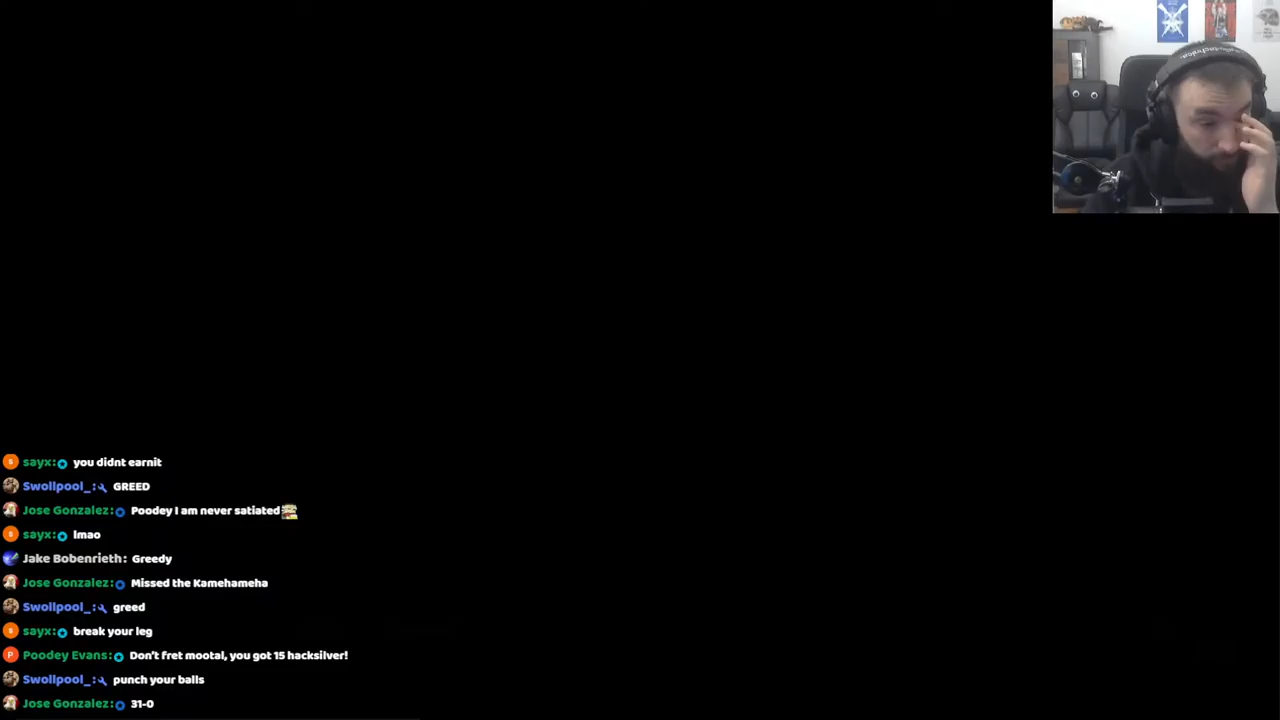 sayx: you didnt earnit
Swollpool_: GREED
Jose Gonzalez: Poodey I am never satiated
sayx: lmao
Jake Bobenrieth: Greedy
Jose Gonzalez: Missed the Kamehameha
Swollpool_: greed
sayx: break your leg
Poodey Evans: Don't fret mootal, you got 15 hacksilver!
Swollpool_: punch your balls
Jose Gonzalez: 31-0